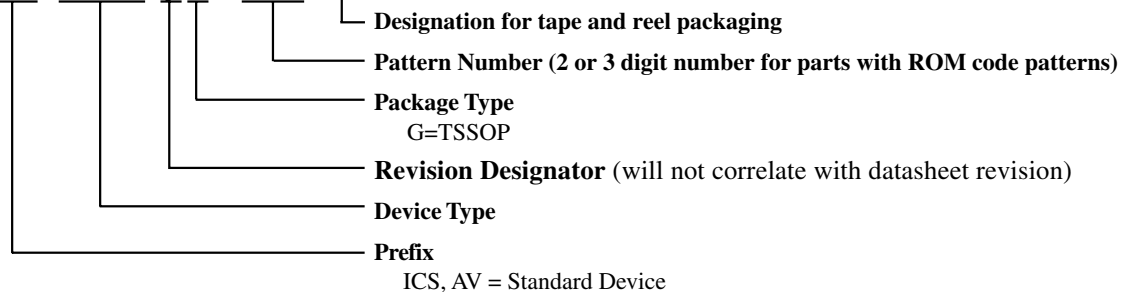 Designation for tape and reel packaging
Pattern Number (2 or 3 digit number for parts with ROM code patterns)
Package Type
G=TSSOP
Revision Designator (will not correlate with datasheet revision)
Device Type
Prefix
ICS, AV = Standard Device